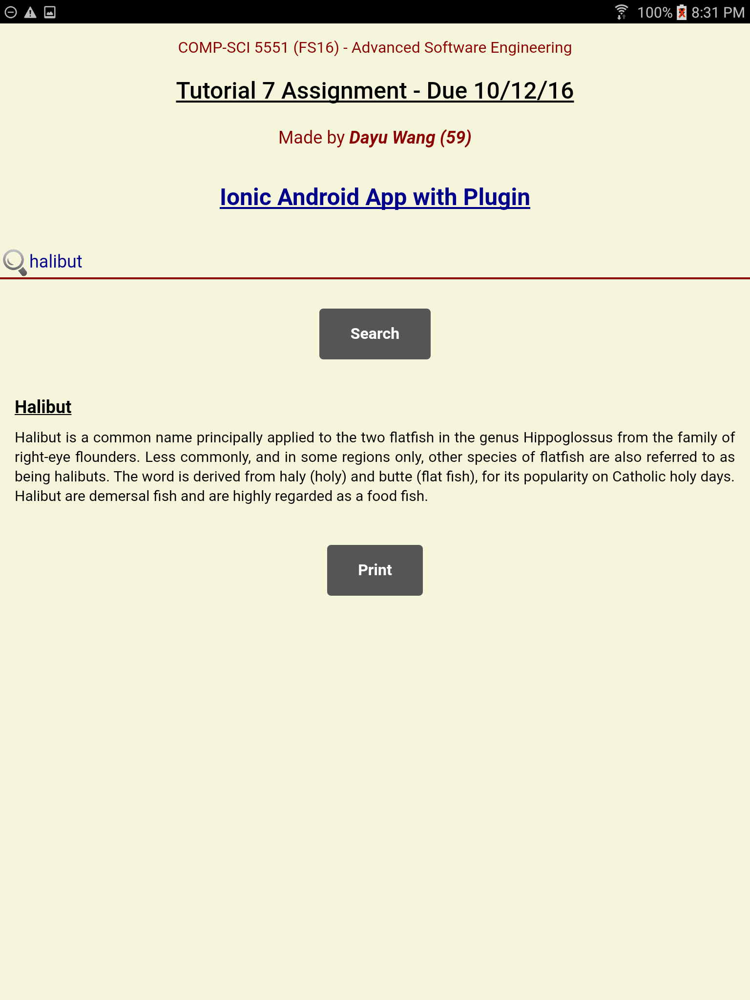 100% 8:31 PM
COMP-SCI 5551 (FS16) - Advanced Software Engineering
Tutorial 7 Assignment - Due 10/12/16
Made by Dayu Wang (59)
Ionic Android App with Plugin
halibut
Search
Halibut
Halibut is a common name principally applied to the two flatfish in the genus Hippoglossus from the family of
right-eye flounders. Less commonly, and in some regions only, other species of flatfish are also referred to as
being halibuts. The word is derived from haly (holy) and butte (flat fish), for its popularity on Catholic holy days.
Halibut are demersal fish and are highly regarded as a food fish.
Print